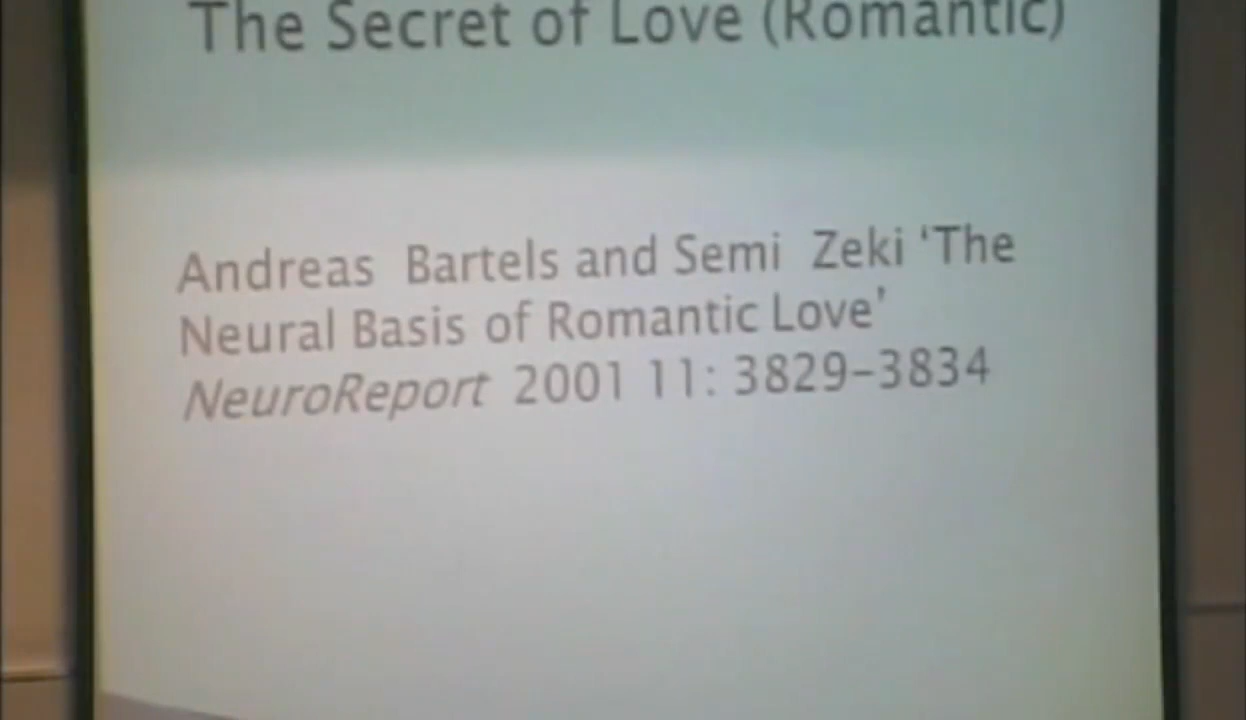 The Secret of Love (Romantic)
Andreas Bartels and Semi Zeki ‘The
Neural Basis of Romantic Love’
NeuroReport 2001 11: 3829–3834